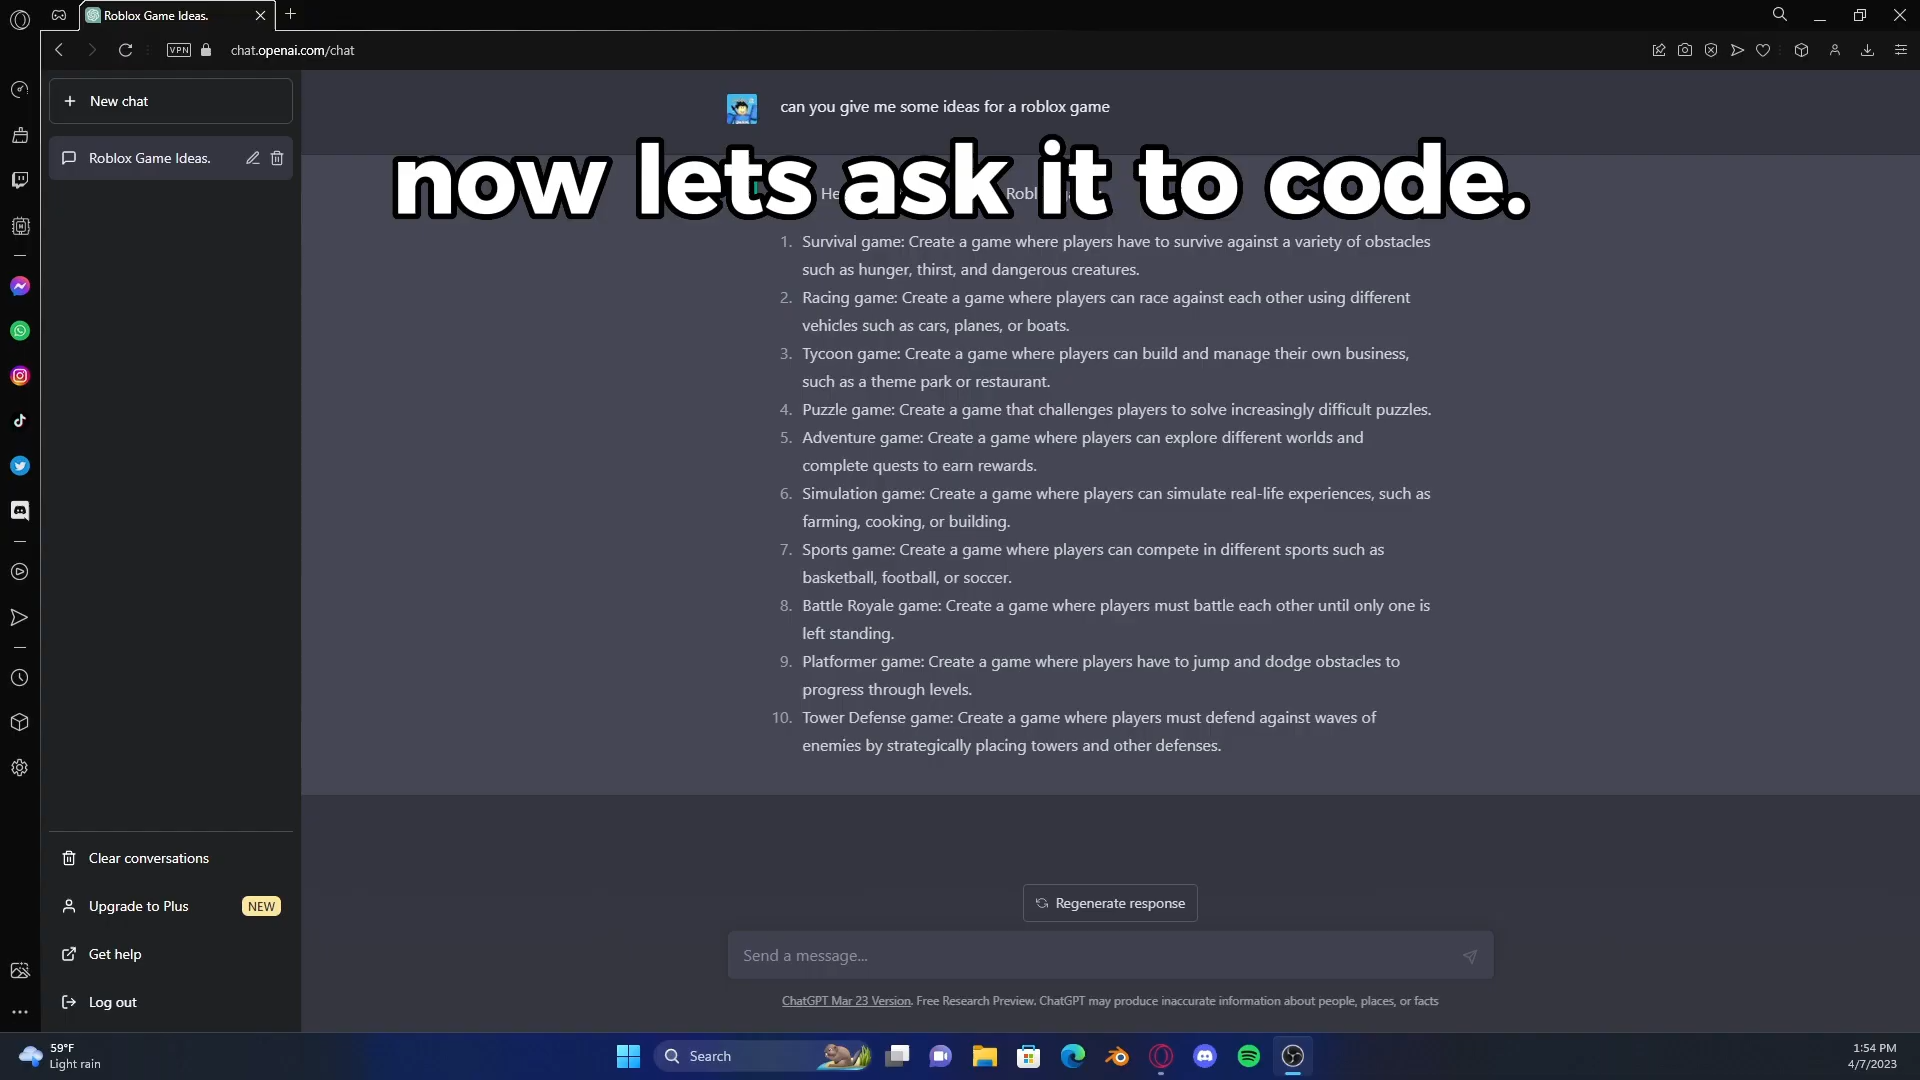 Roblox Game Ideas.
VPN
chat.openai.com/chat
New chat
Roblox Game Ideas.
can you give me some ideas for a roblox game
now lets ask it to code.
He
Robl
1. Survival game: Create a game where players have to survive against a variety of obstacles
such as hunger, thirst, and dangerous creatures.
2. Racing game: Create a game where players can race against each other using different
vehicles such as cars, planes, or boats.
3. Tycoon game: Create a game where players can build and manage their own business,
such as a theme park or restaurant.
4. Puzzle game: Create a game that challenges players to solve increasingly difficult puzzles.
5. Adventure game: Create a game where players can explore different worlds and
complete quests to earn rewards.
6. Simulation game: Create a game where players can simulate real-life experiences, such as
farming, cooking, or building.
7. Sports game: Create a game where players can compete in different sports such as
basketball, football, or soccer.
8. Battle Royale game: Create a game where players must battle each other until only one is
left standing.
9. Platformer game: Create a game where players have to jump and dodge obstacles to
progress through levels.
10. Tower Defense game: Create a game where players must defend against waves of
enemies by strategically placing towers and other defenses.
Clear conversations
Upgrade to Plus NEW
Get help
Log out
Regenerate response
Send a message...
ChatGPT Mar 23 Version. Free Research Preview. ChatGPT may produce inaccurate information about people, places, or facts
59°F
Light rain
Search
1:54 PM
4/7/2023